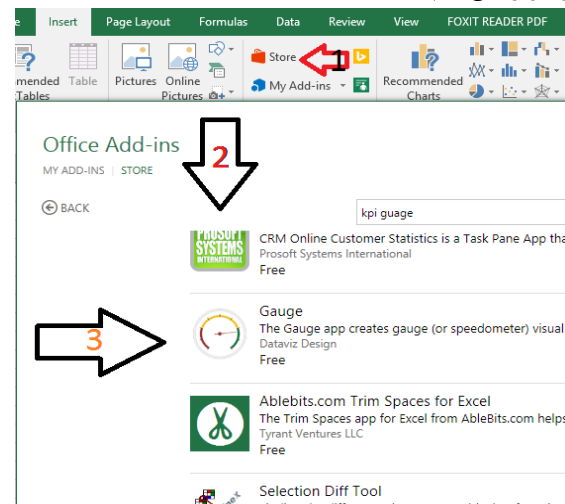 Insert Page Layout Formulas Data Review View FOXIT READER PDF
Store 1
mended Table Pictures Online My Add-ins Recommended
Tables Pictures Charts
Office Add-ins
2
MY ADD-INS | STORE
BACK
kpi guage
PROSOFT
SYSTEMS
INTERNATIONAL
CRM Online Customer Statistics is a Task Pane App tha
Prosoft Systems International
Free
3
Gauge
The Gauge app creates gauge (or speedometer) visual
Dataviz Design
Free
Ablebits.com Trim Spaces for Excel
The Trim Spaces app for Excel from AbleBits.com helps
Tyrant Ventures LLC
Free
Selection Diff Tool